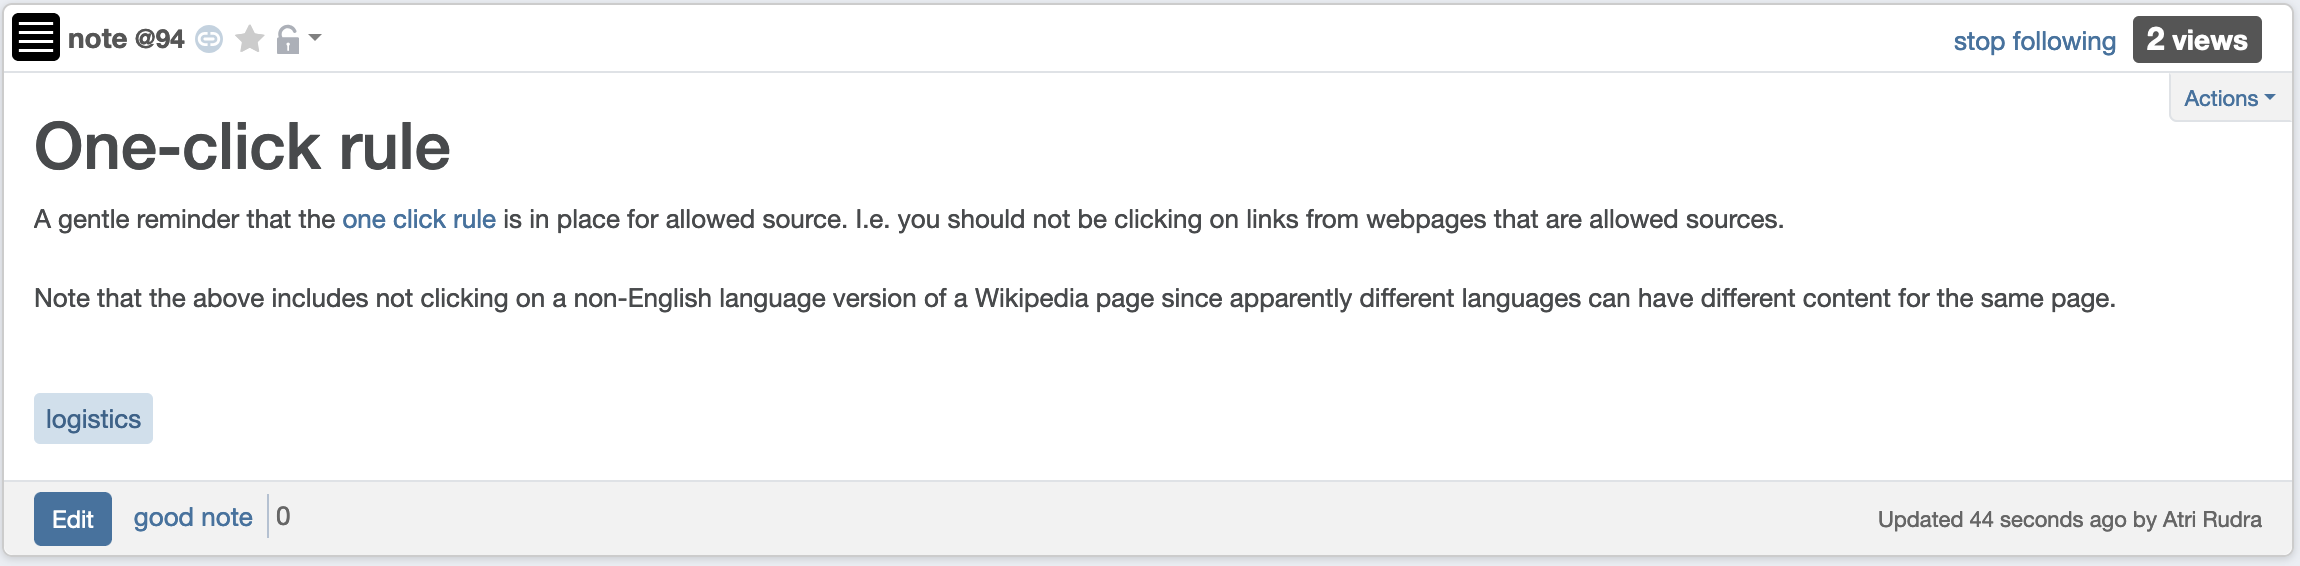 note @94
stop following
2 views
Actions
One-click rule
A gentle reminder that the one click rule is in place for allowed source. I.e. you should not be clicking on links from webpages that are allowed sources.
Note that the above includes not clicking on a non-English language version of a Wikipedia page since apparently different languages can have different content for the same page.
logistics
Edit
good note
0
Updated 44 seconds ago by Atri Rudra